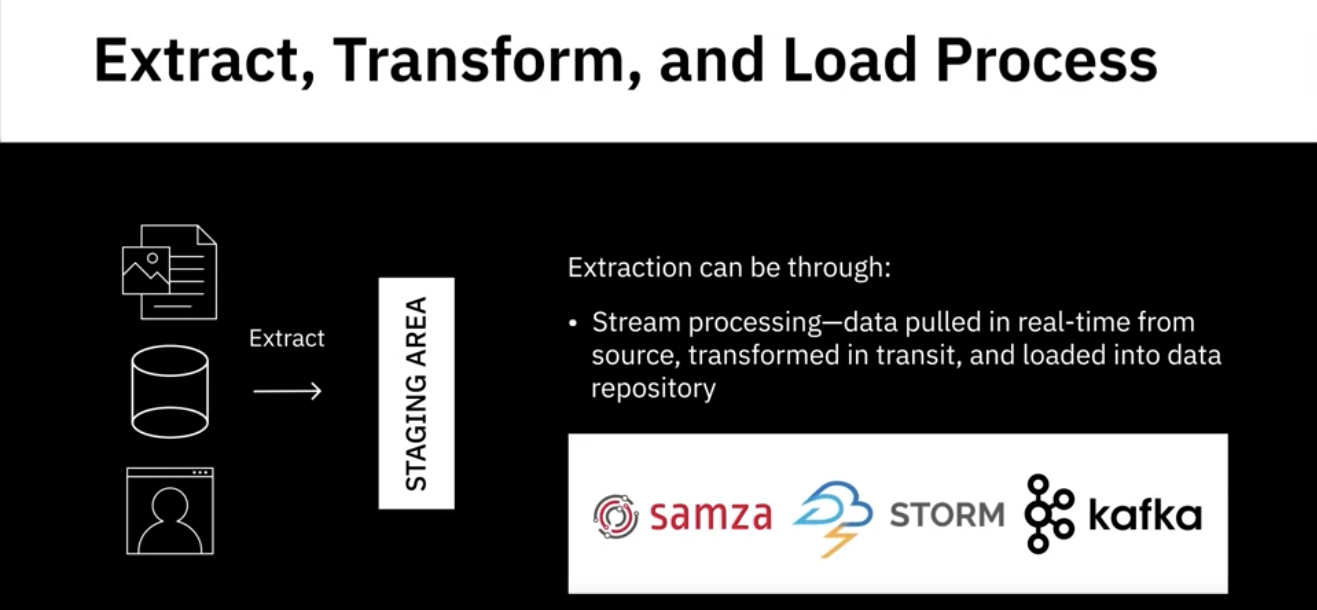 Extract, Transform, and Load Process
Extract
STAGING AREA
Extraction can be through:
• Stream processing—data pulled in real-time from
source, transformed in transit, and loaded into data
repository
samza
STORM
kafka